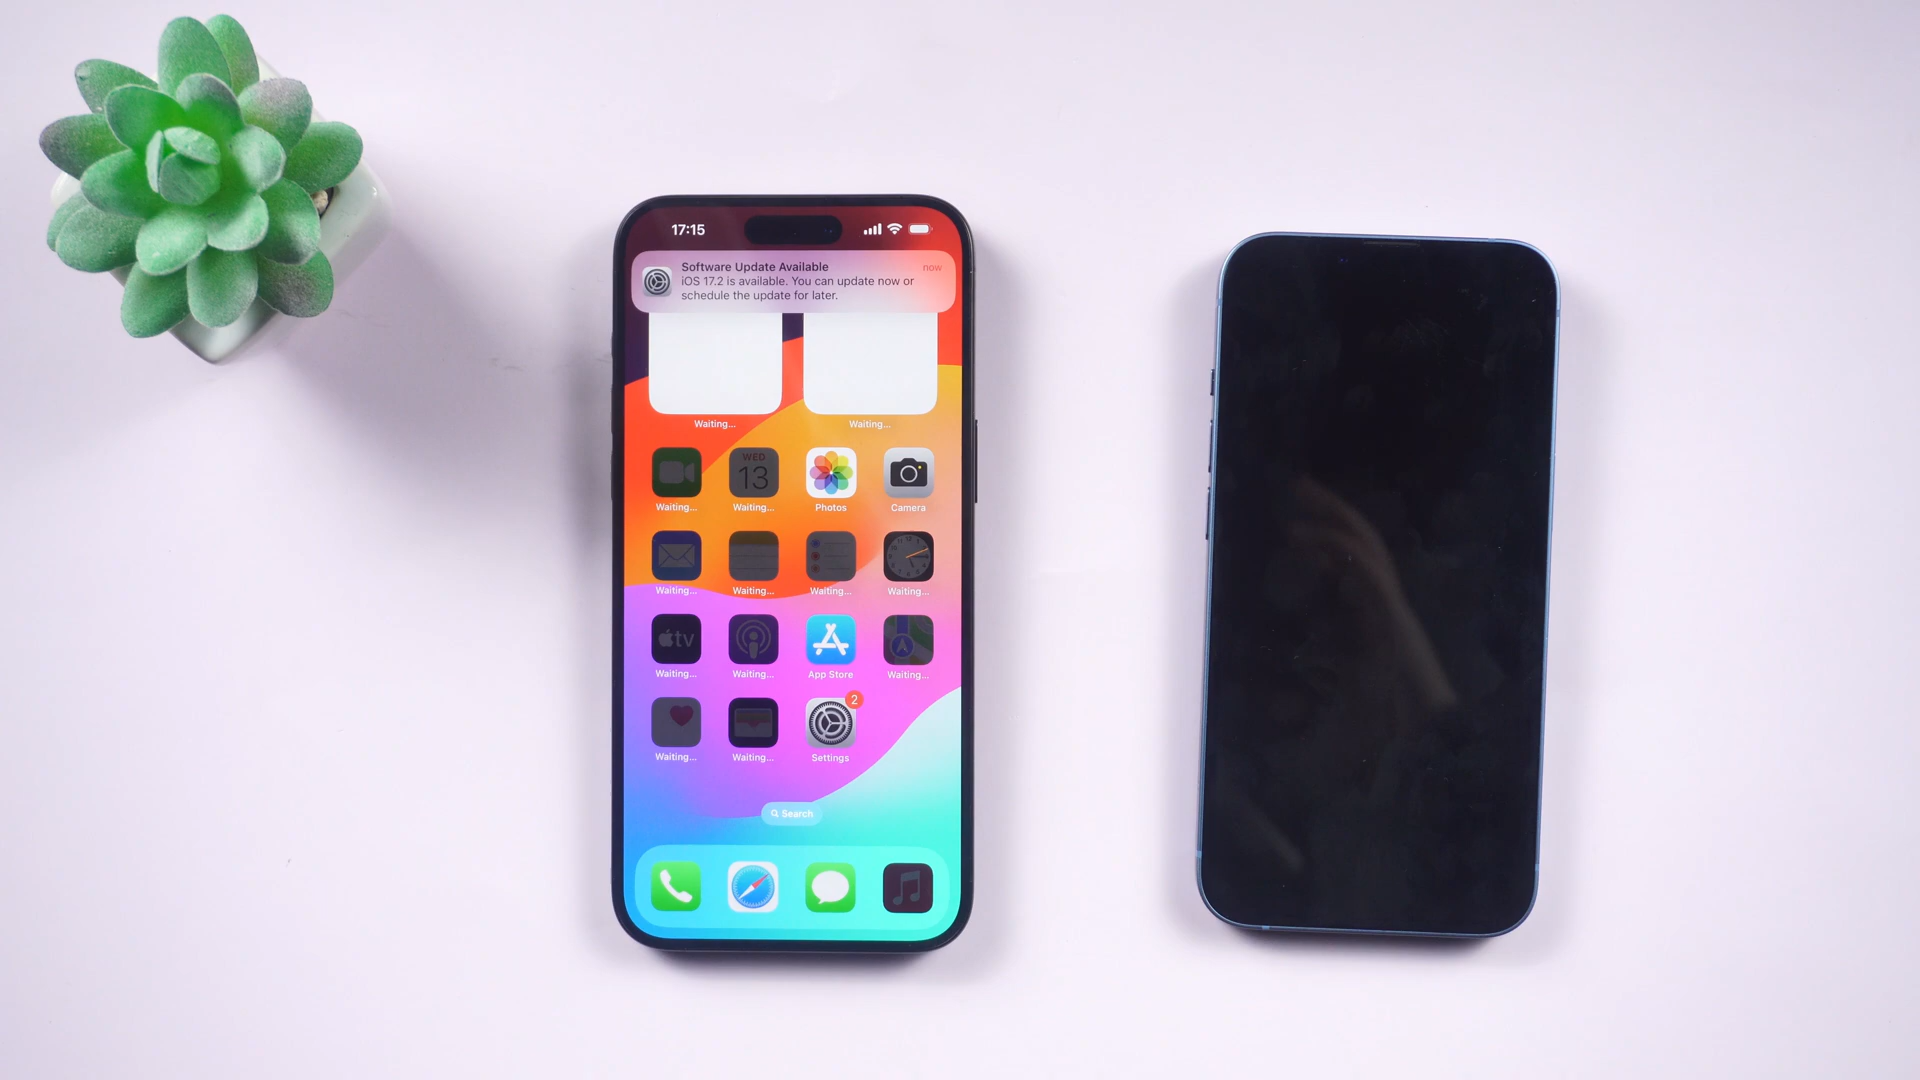 17:15
Software Update Available
now
iOS 17.2 is available. You can update now or
schedule the update for later.
Waiting...
Waiting...
WED
13
Waiting...
Waiting...
Photos
Camera
Waiting...
Waiting...
Waiting...
Waiting...
tv
Waiting...
Waiting...
App Store
Waiting...
2
Waiting...
Waiting...
Settings
Search